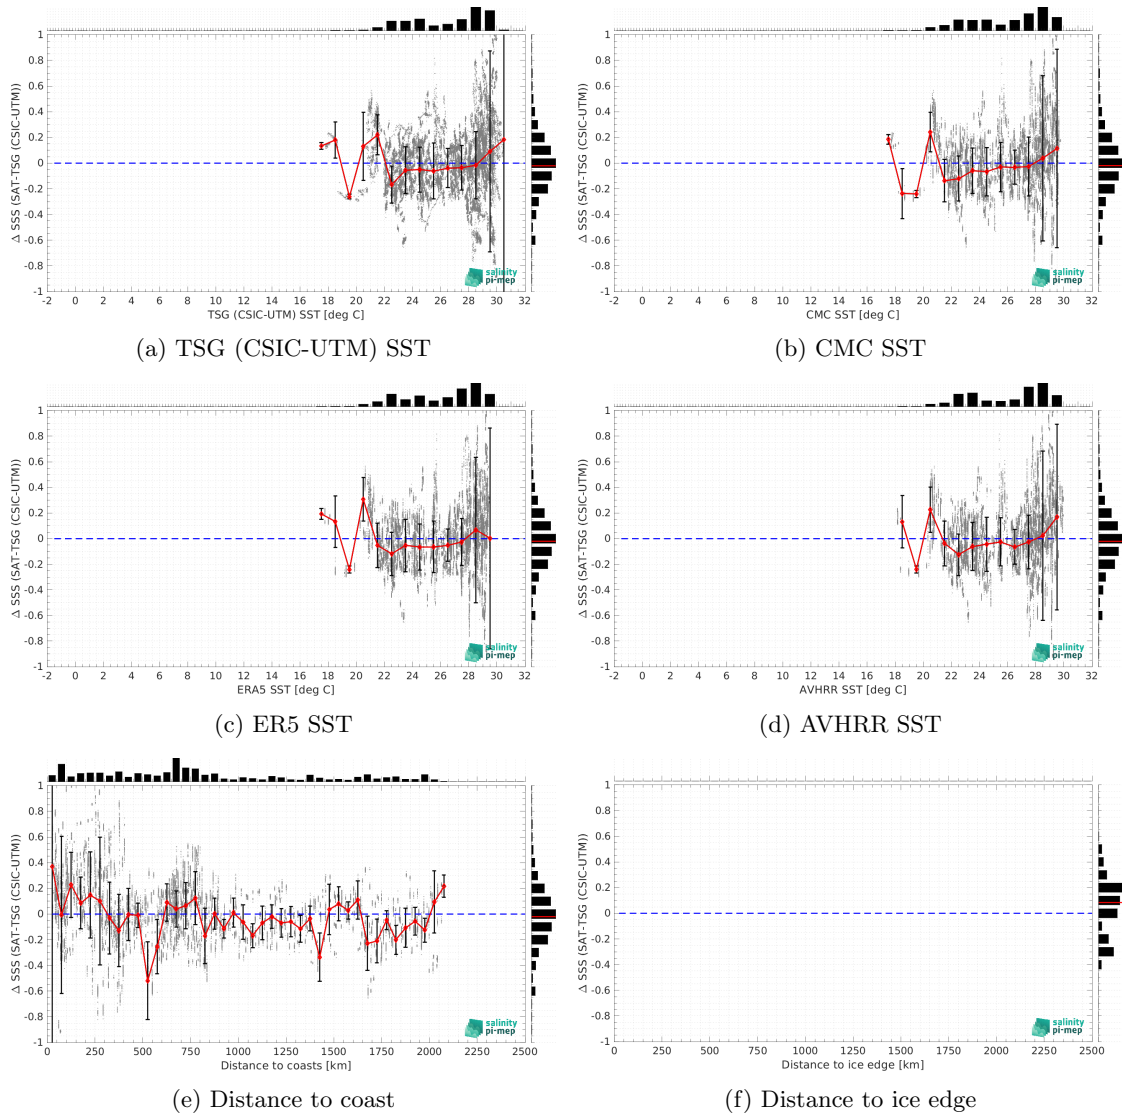 1
0.8
0.6
0.4
0.2
0
-0.2
-0.4
-0.6
-0.8
-1
Δ SSS (SAT-TSG (CSIC-UTM))
salinity
pi-mep
-2 0 2 4 6 8 10 12 14 16 18 20 22 24 26 28 30 32
TSG (CSIC-UTM) SST [deg C]
(a) TSG (CSIC-UTM) SST
1
0.8
0.6
0.4
0.2
0
-0.2
-0.4
-0.6
-0.8
-1
Δ SSS (SAT-TSG (CSIC-UTM))
salinity
pi-mep
-2 0 2 4 6 8 10 12 14 16 18 20 22 24 26 28 30 32
CMC SST [deg C]
(b) CMC SST
1
0.8
0.6
0.4
0.2
0
-0.2
-0.4
-0.6
-0.8
-1
Δ SSS (SAT-TSG (CSIC-UTM))
salinity
pi-mep
-2 0 2 4 6 8 10 12 14 16 18 20 22 24 26 28 30 32
ERA5 SST [deg C]
(c) ER5 SST
1
0.8
0.6
0.4
0.2
0
-0.2
-0.4
-0.6
-0.8
-1
Δ SSS (SAT-TSG (CSIC-UTM))
salinity
pi-mep
-2 0 2 4 6 8 10 12 14 16 18 20 22 24 26 28 30 32
AVHRR SST [deg C]
(d) AVHRR SST
1
0.8
0.6
0.4
0.2
0
-0.2
-0.4
-0.6
-0.8
-1
Δ SSS (SAT-TSG (CSIC-UTM))
salinity
pi-mep
0 250 500 750 1000 1250 1500 1750 2000 2250 2500
Distance to coasts [km]
(e) Distance to coast
1
0.8
0.6
0.4
0.2
0
-0.2
-0.4
-0.6
-0.8
-1
Δ SSS (SAT-TSG (CSIC-UTM))
salinity
pi-mep
0 250 500 750 1000 1250 1500 1750 2000 2250 2500
Distance to ice edge [km]
(f) Distance to ice edge